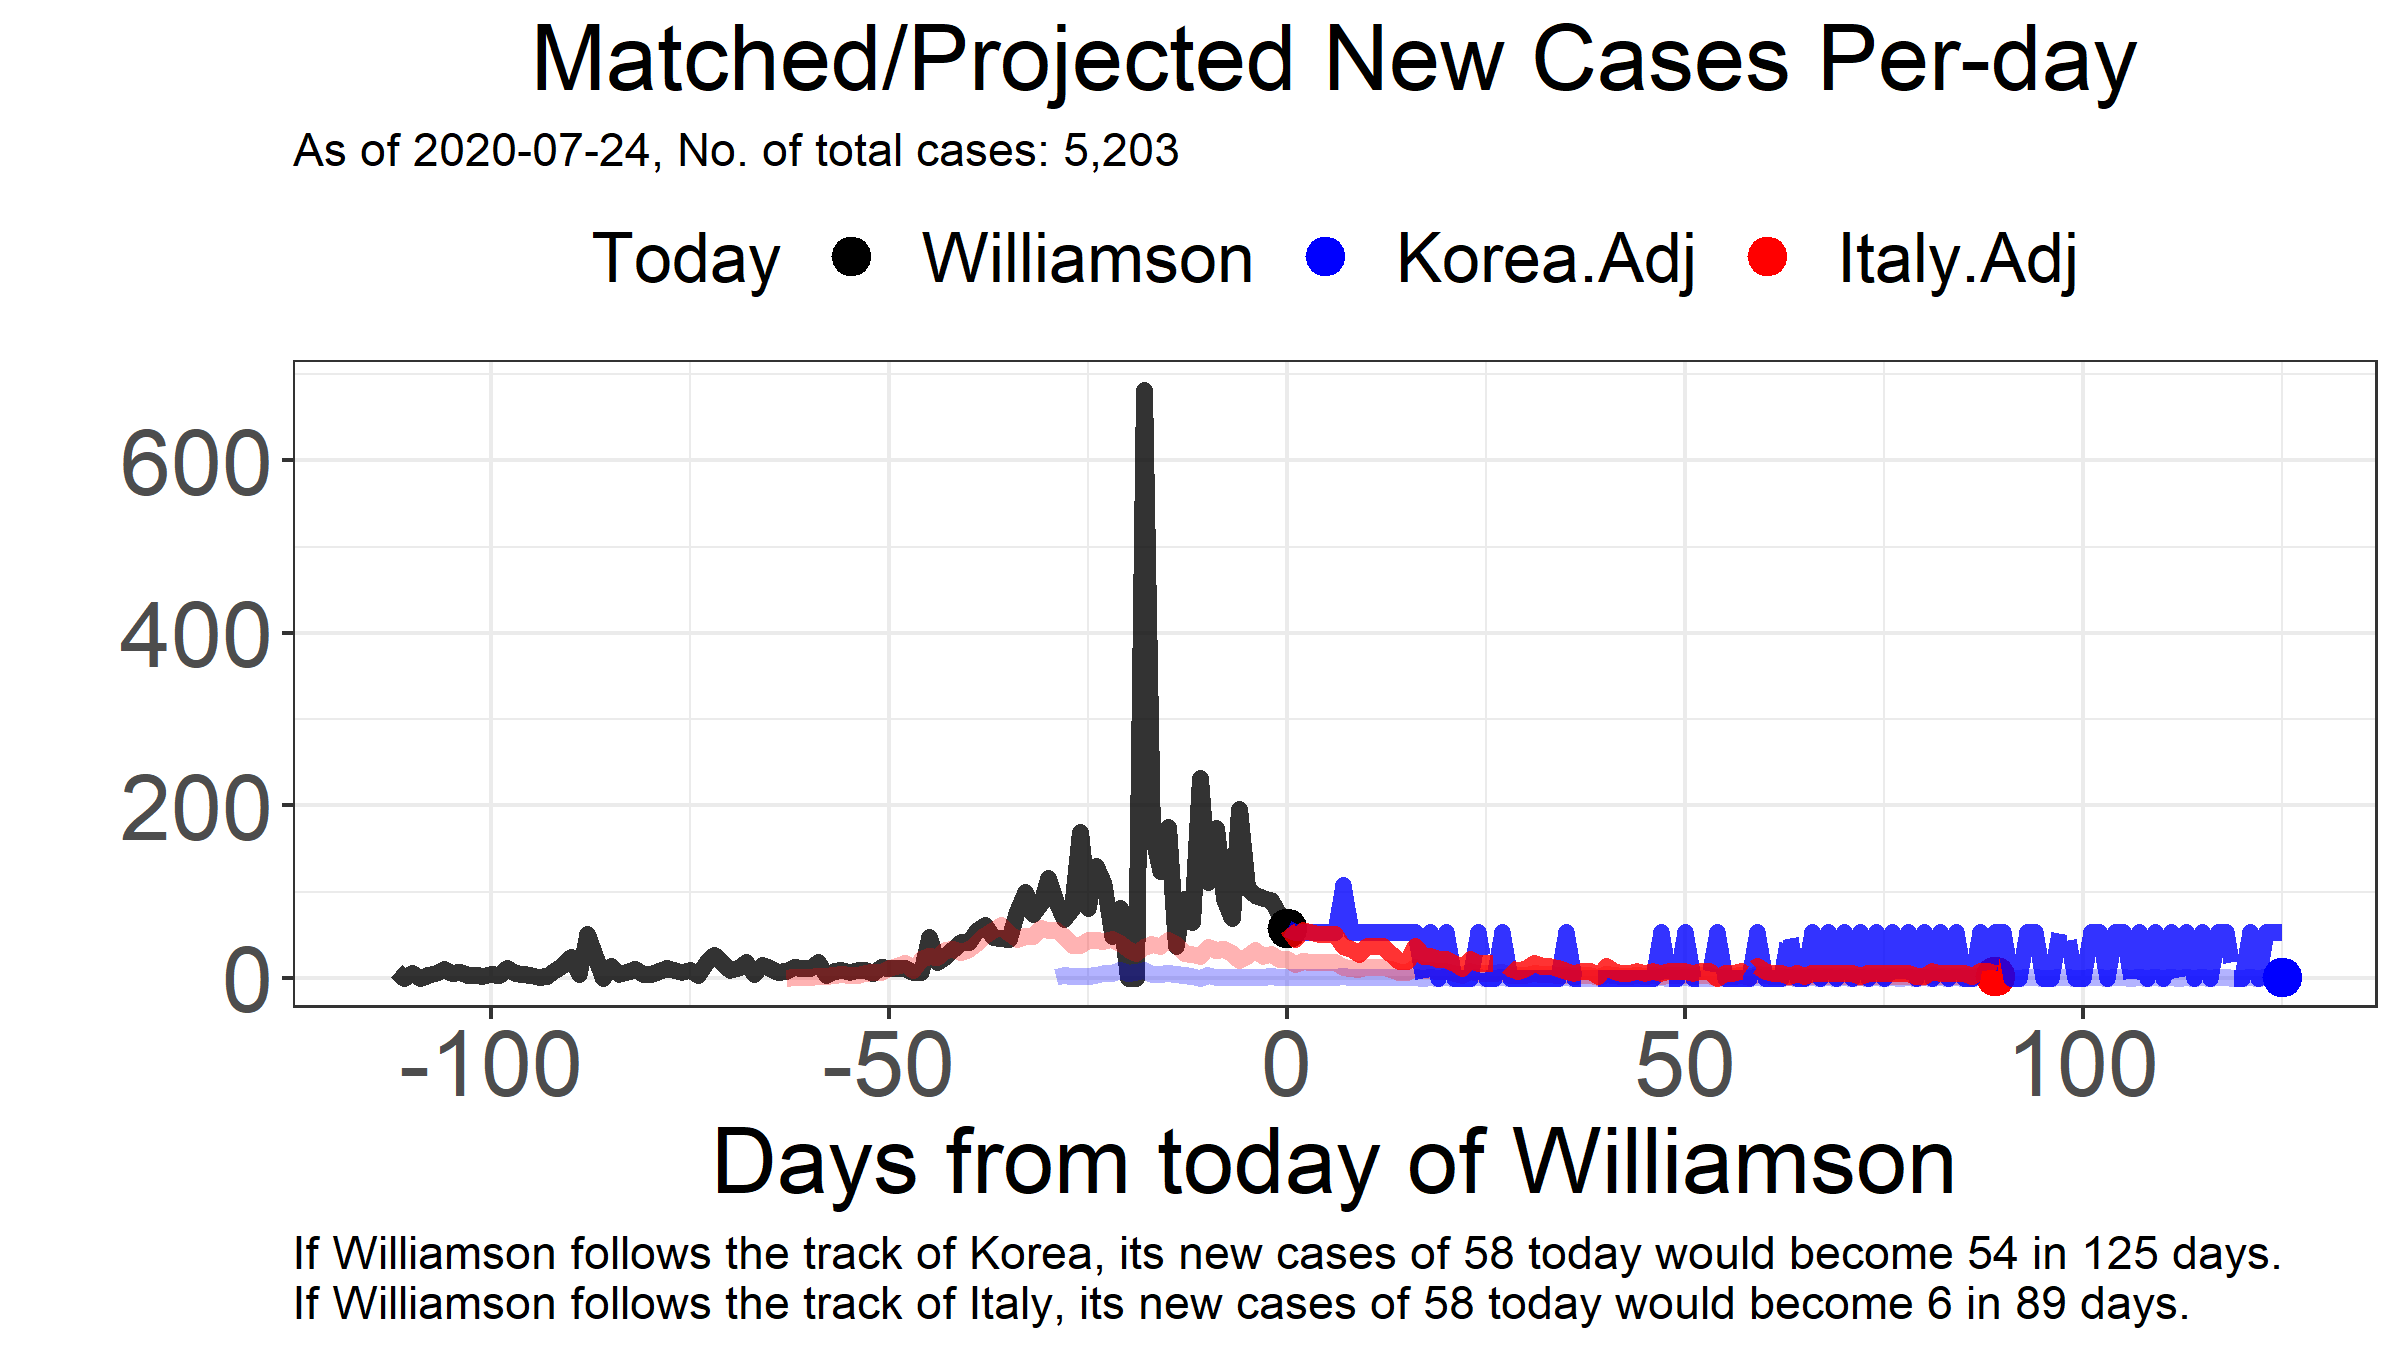 Matched/Projected New Cases Per-day
As of 2020-07-24, No. of total cases: 5,203
Today Williamson Korea.Adj Italy.Adj
600
400
200
0
-100 -50 0 50 100
Days from today of Williamson
If Williamson follows the track of Korea, its new cases of 58 today would become 54 in 125 days.
If Williamson follows the track of Italy, its new cases of 58 today would become 6 in 89 days.